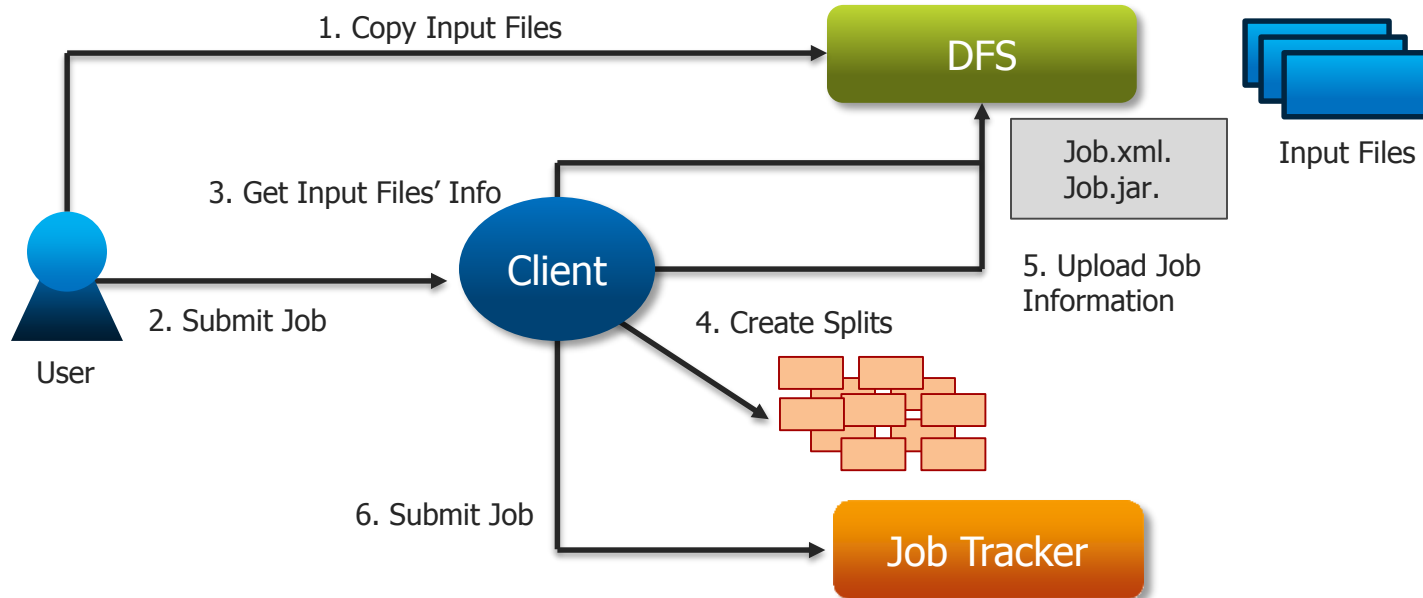 1. Copy Input Files
DFS
Job.xml.
Job.jar.
Input Files
3. Get Input Files’ Info
Client
5. Upload Job
Information
2. Submit Job
4. Create Splits
User
6. Submit Job
Job Tracker